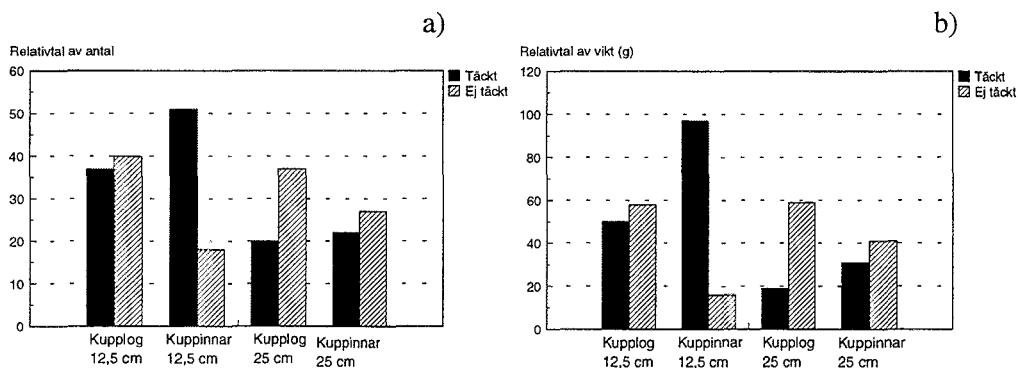 a)
Relativtal av antal
60
50
40
30
20
10
0
Täckt
Ej täckt
Kupplog
12,5 cm
Kuppinnar
12,5 cm
Kupplog
25 cm
Kuppinnar
25 cm
b)
Relativtal av vikt (g)
120
100
80
60
40
20
0
Täckt
Ej täckt
Kupplog
12,5 cm
Kuppinnar
12,5 cm
Kupplog
25 cm
Kuppinnar
25 cm